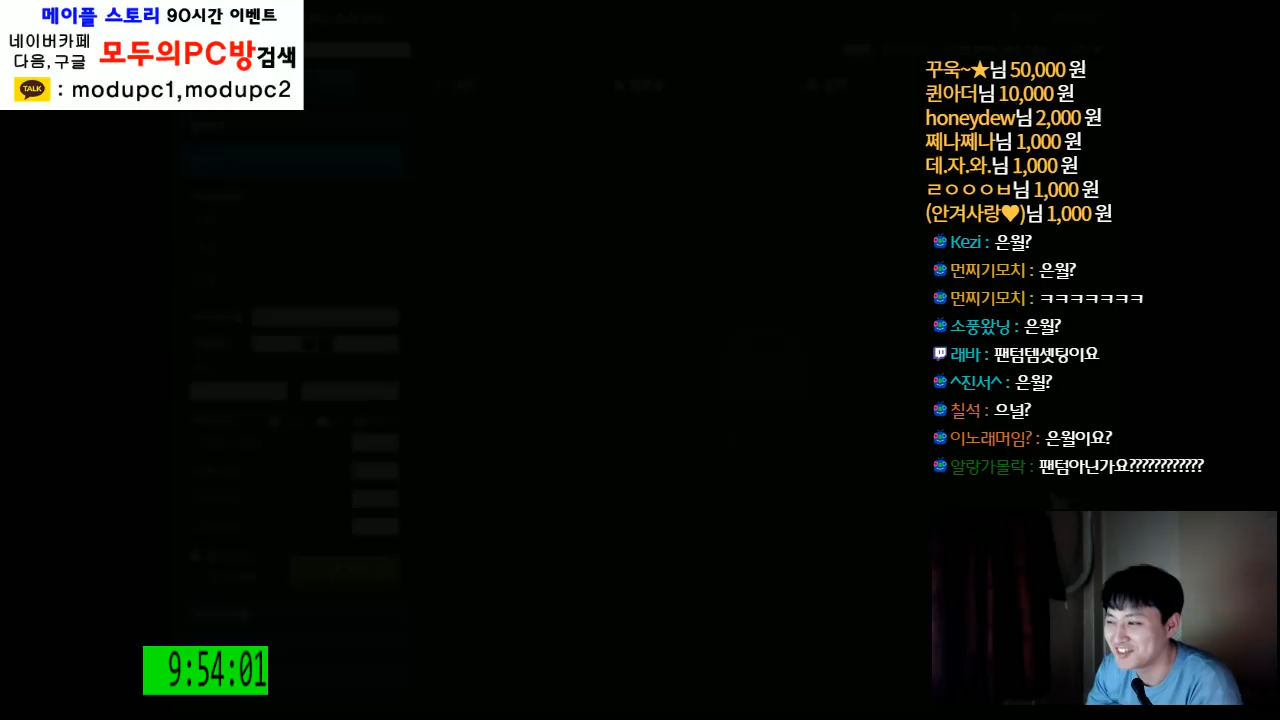 메이플 스토리 90시간 이벤트
네이버카페
다음,구글
모두의PC방검색
TALK : modupc1,modupc2
꾸욱~★님 50,000 원
퀸아더님 10,000 원
honeydew님 2,000 원
쩨나쩨나님 1,000 원
데.자.와.님 1,000 원
ㄹㅇㅇㅇㅂ님 1,000 원
(안겨사랑♥)님 1,000 원
Kezi : 은월?
먼찌기모치 : 은월?
먼찌기모치 : ㅋㅋㅋㅋㅋㅋㅋ
소풍왔닝 : 은월?
래바 : 팬텀템셋팅이요
^진서^ : 은월?
칠석 : 으널?
이노래머임? : 은월이요?
알랑가몰락 : 팬텀아닌가요????????????
9:54:01